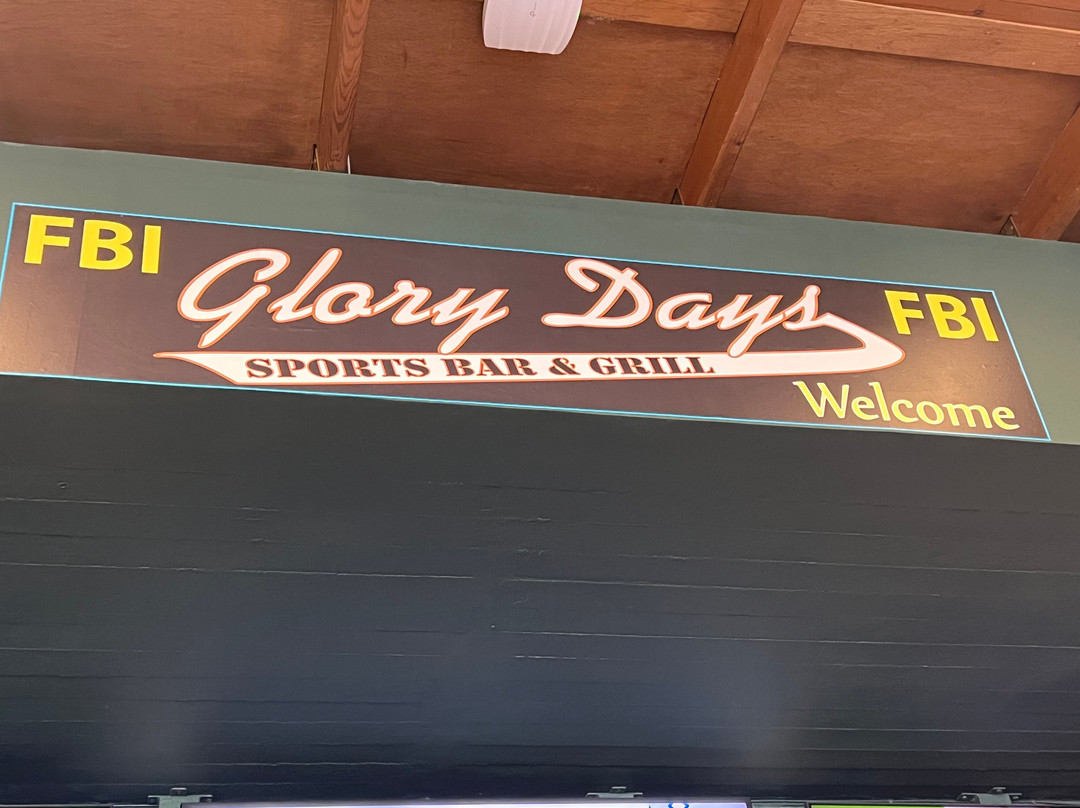 FBI Glory Days FBI
SPORTS BAR & GRILL
Welcome